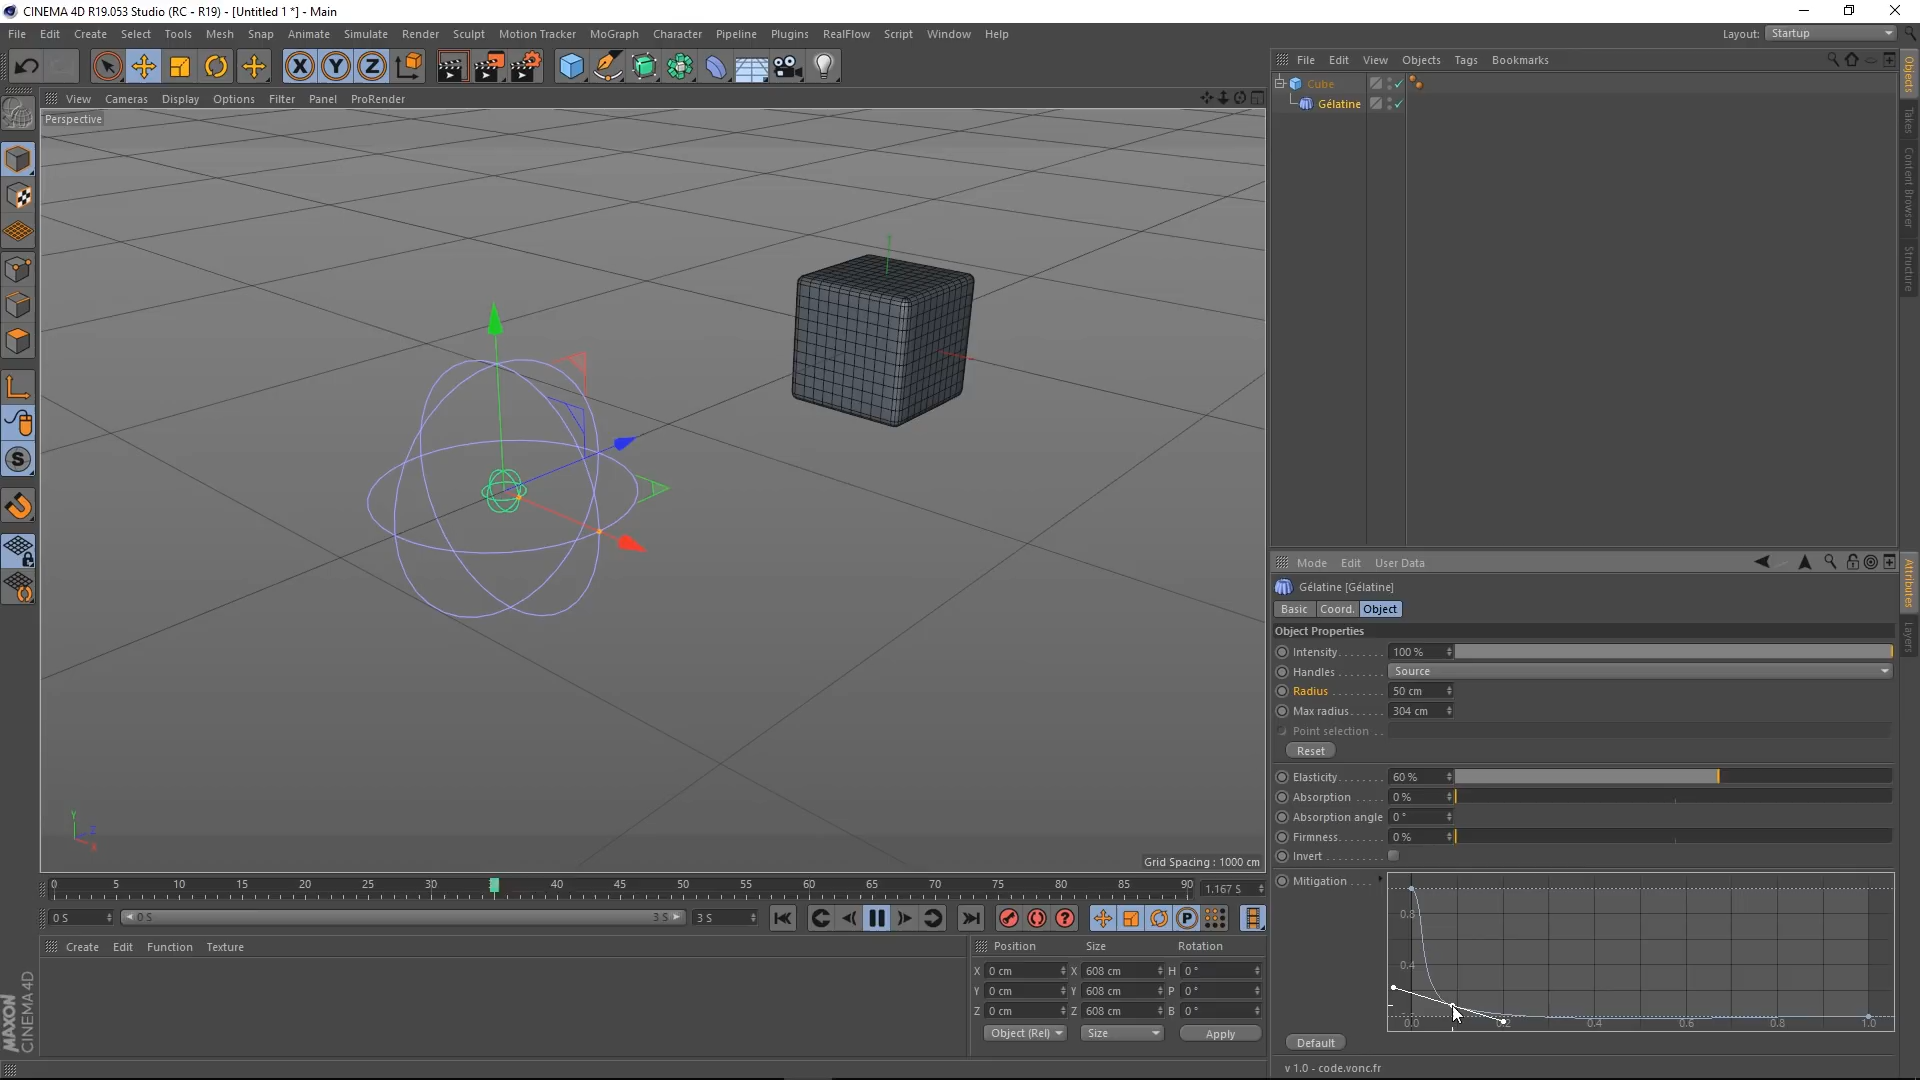 CINEMA 4D R19.053 Studio (RC - R19) - [Untitled 1 *] - Main
File Edit Create Select Tools Mesh Snap Animate Simulate Render Sculpt Motion Tracker MoGraph Character Pipeline Plugins RealFlow Script Window Help Layout: Startup
X Y Z
File Edit View Objects Tags Bookmarks
View Cameras Display Options Filter Panel ProRender
Perspective
Cube
Gélatine
Objects
Takes
Content Browser
Structure
Y
Y
Z
X
Grid Spacing : 1000 cm
Mode Edit User Data
Gélatine [Gélatine]
Basic Coord. Object
Object Properties
Intensity 100 %
Handles Source
Radius 50 cm
Max radius 304 cm
Point selection
Reset
Elasticity 60 %
Absorption 0 %
Absorption angle 0 °
Firmness 0 %
Invert
Mitigation
0.8
0.4
0.0 0.2 0.4 0.6 0.8 1.0
Default
v 1.0 - code.vonc.fr
Attributes
Layers
0 5 10 15 20 25 30 40 45 50 55 60 65 70 75 80 85 90 1.167 S
0 S 0 S 3 S 3 S
P
Create Edit Function Texture
Position Size Rotation
X 0 cm X 608 cm H 0 °
Y 0 cm Y 608 cm P 0 °
Z 0 cm Z 608 cm B 0 °
Object (Rel) Size Apply
MAXON
CINEMA 4D